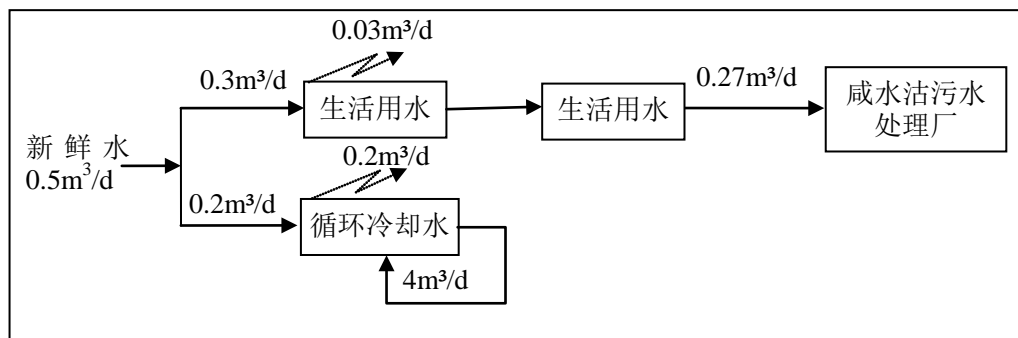 0.03m³/d
0.3m³/d
生活用水
生活用水
0.27m³/d
咸水沽污水
处理厂
新鲜水
0.5m³/d
0.2m³/d
0.2m³/d
循环冷却水
4m³/d